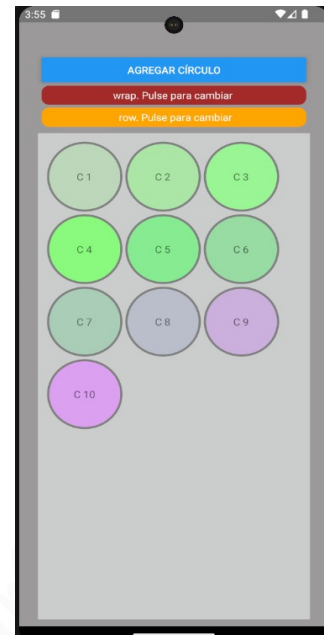 3:55
AGREGAR CÍRCULO
wrap. Pulse para cambiar
row. Pulse para cambiar
C 1 C 2 C 3
C 4 C 5 C 6
C 7 C 8 C 9
C 10